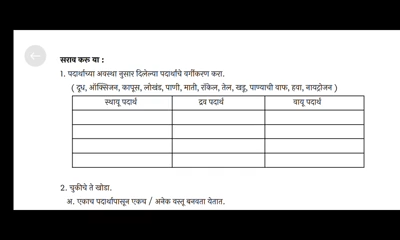 सराव करू या :
1. पदार्थाच्या अवस्था नुसार दिलेल्या पदार्थांचे वर्गीकरण करा.
( दूध, ऑक्सिजन, कापूस, लोखंड, पाणी, माती, रॉकेल, तेल, खडू, पाण्याची वाफ, हवा, नायट्रोजन )
स्थायू पदार्थ द्रव पदार्थ वायू पदार्थ
2. चुकीचे ते खोडा.
अ. एकाच पदार्थापासून एकच / अनेक वस्तू बनवता येतात.